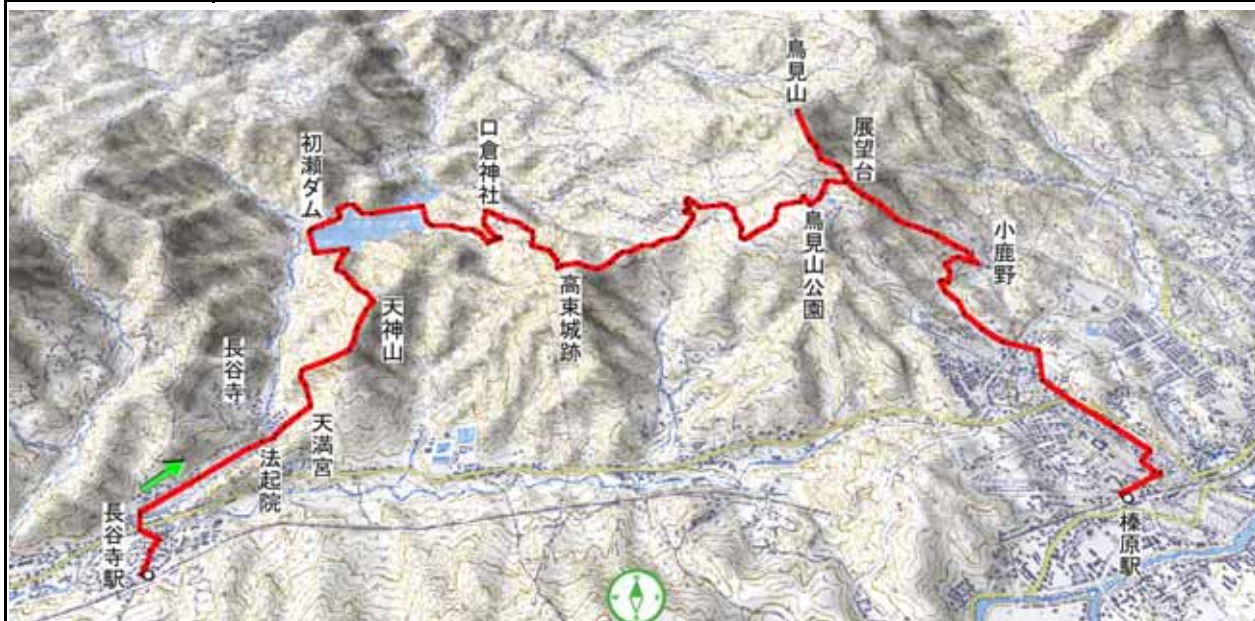 鳥見山
展望台
口倉神社
初瀬ダム
小鹿野
鳥見山公園
高束城跡
天神山
長谷寺
天満宮
法起院
長谷寺駅
榛原駅